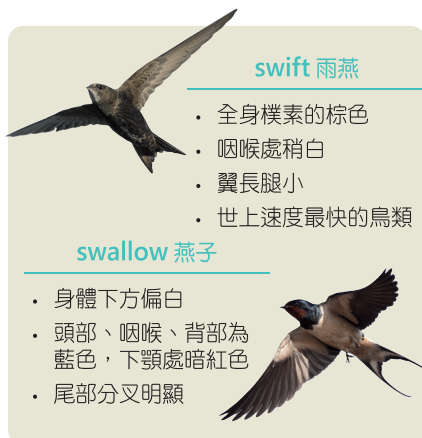 swift 雨燕
• 全身樸素的棕色
• 咽喉處稍白
• 翼長腿小
• 世上速度最快的鳥類
swallow 燕子
• 身體下方偏白
• 頭部、咽喉、背部為
藍色，下顎處暗紅色
• 尾部分叉明顯